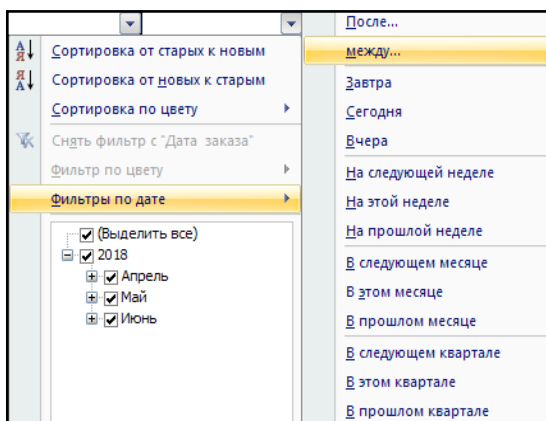 Сортировка от старых к новым
Сортировка от новых к старым
Сортировка по цвету
Снять фильтр с "Дата заказа"
Фильтр по цвету
Фильтры по дате
(Выделить все)
2018
Апрель
Май
Июнь
После...
между...
Завтра
Сегодня
Вчера
На следующей неделе
На этой неделе
На прошлой неделе
В следующем месяце
В этом месяце
В прошлом месяце
В следующем квартале
В этом квартале
В прошлом квартале